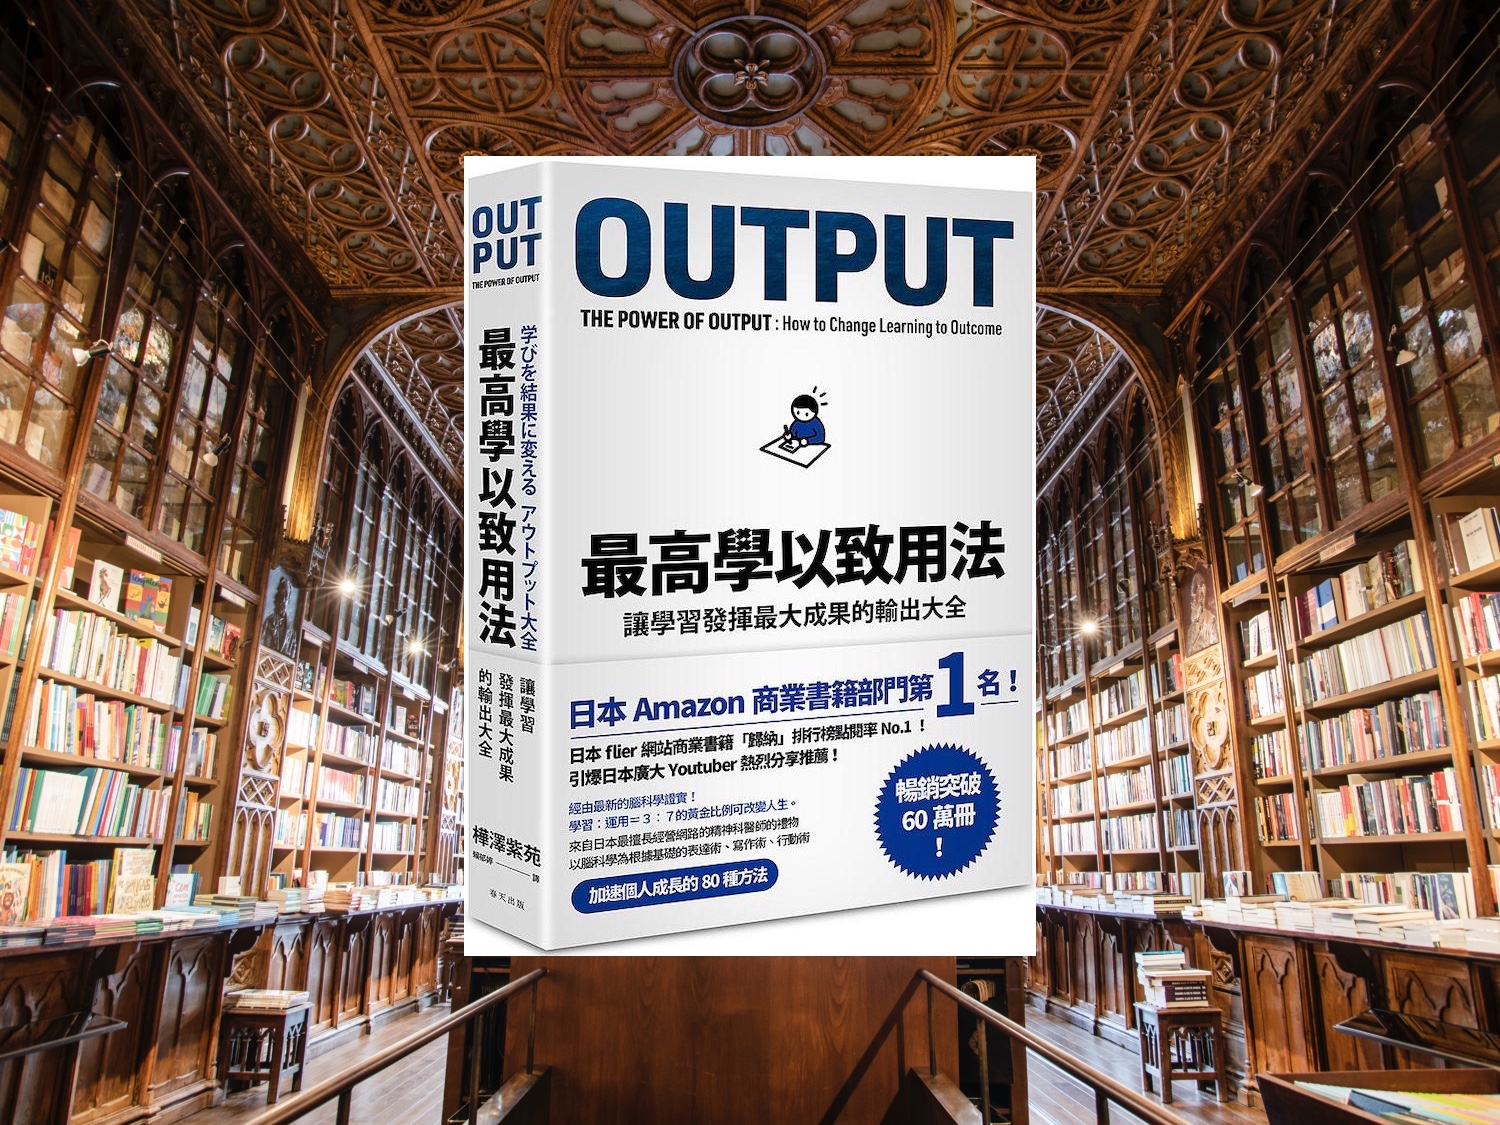 OUT
PUT
THE POWER OF OUTPUT
学びを結果に変える アウトプット大全
最高學以致用法
讓學習
發揮最大成果
的輸出大全
樺澤紫苑
賴郁婷 譯
春天出版
OUTPUT
THE POWER OF OUTPUT : How to Change Learning to Outcome
最高學以致用法
讓學習發揮最大成果的輸出大全
日本 Amazon 商業書籍部門第1名！
日本 flier 網站商業書籍「歸納」排行榜點閱率 No.1 ！
引爆日本廣大 Youtuber 熱烈分享推薦！
經由最新的腦科學證實！
學習：運用＝3：7的黃金比例可改變人生。
來自日本最擅長經營網路的精神科醫師的禮物
以腦科學為根據基礎的表達術、寫作術、行動術
加速個人成長的 80 種方法
暢銷突破
60 萬冊
！